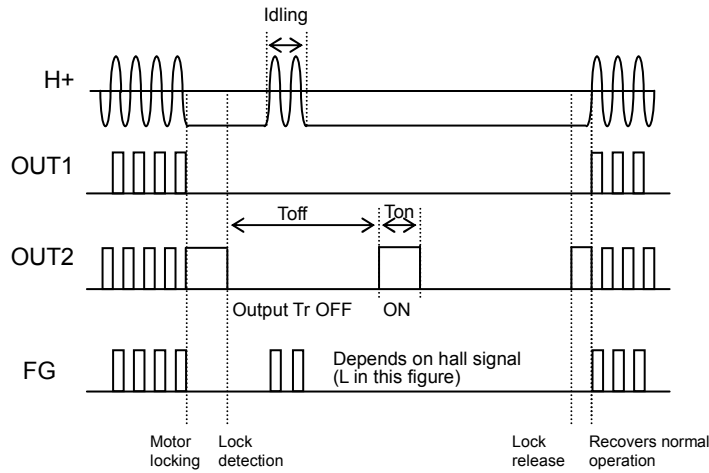 Idling
H+
OUT1
Toff
Ton
OUT2
Output Tr OFF
ON
FG
Depends on hall signal
(L in this figure)
Motor
locking
Lock
detection
Lock
release
Recovers normal
operation